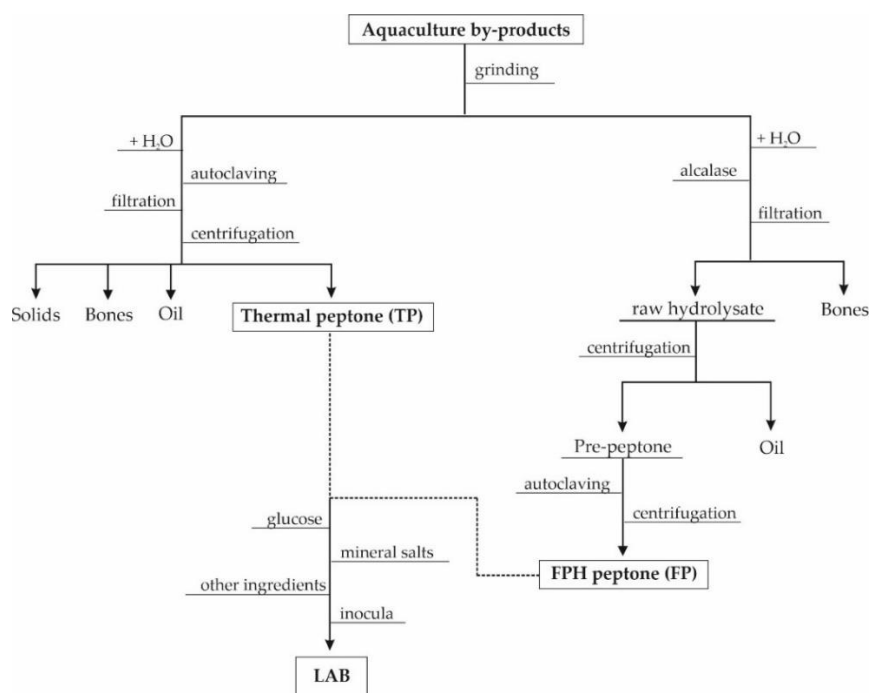 Aquaculture by-products
grinding
+ H₂O
autoclaving
filtration
centrifugation
Solids
Bones
Oil
Thermal peptone (TP)
+ H₂O
alcalase
filtration
raw hydrolysate
Bones
centrifugation
Pre-peptone
Oil
autoclaving
centrifugation
FPH peptone (FP)
glucose
mineral salts
other ingredients
inocula
LAB